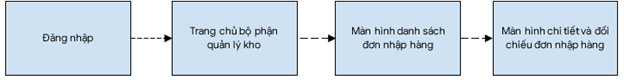 Đăng nhập
Trang chủ bộ phận
quản lý kho
Màn hình danh sách
đơn nhập hàng
Màn hình chi tiết và đối
chiếu đơn nhập hàng